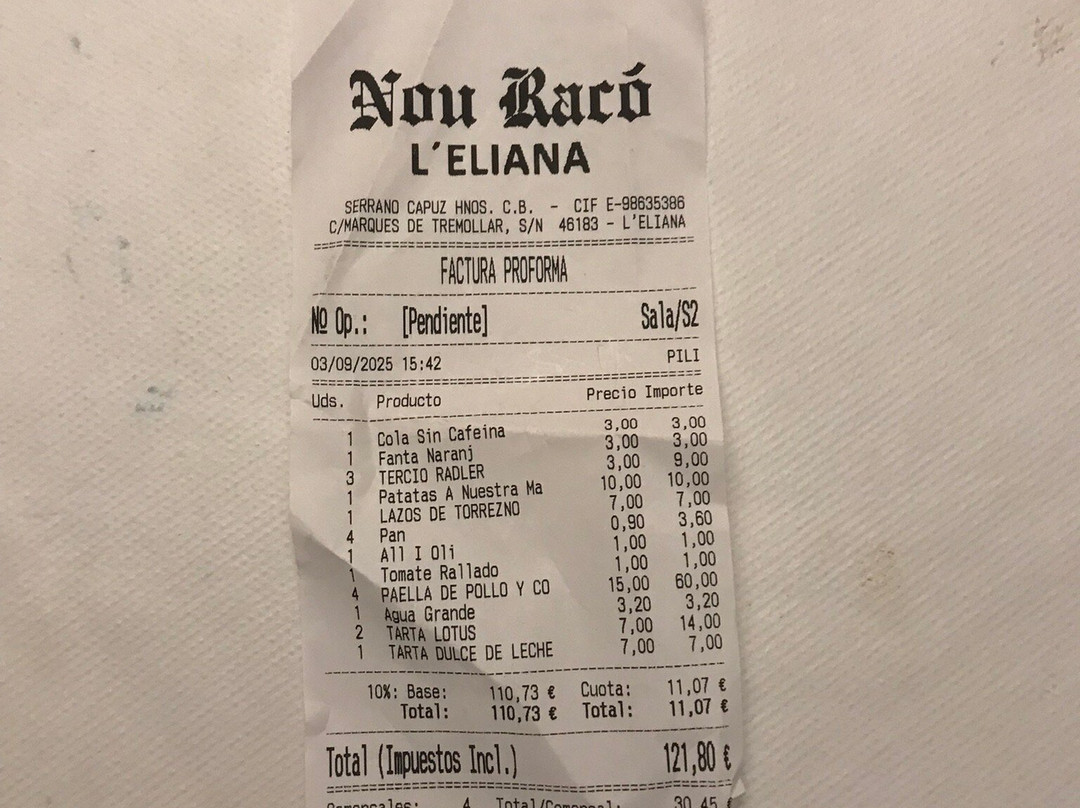 Nou Racó
L'ELIANA
SERRANO CAPUZ HNOS. C.B. - CIF E-98635386
C/MARQUES DE TREMOLLAR, S/N 46183 - L'ELIANA
FACTURA PROFORMA
Nº Op.: [Pendiente] Sala/S2
03/09/2025 15:42 PILI
Uds. Producto Precio Importe
1 Cola Sin Cafeina 3,00 3,00
1 Fanta Naranj 3,00 3,00
3 TERCIO RADLER 3,00 9,00
1 Patatas A Nuestra Ma 10,00 10,00
1 LAZOS DE TORREZNO 7,00 7,00
4 Pan 0,90 3,60
1 All I Oli 1,00 1,00
1 Tomate Rallado 1,00 1,00
4 PAELLA DE POLLO Y CO 15,00 60,00
1 Agua Grande 3,20 3,20
2 TARTA LOTUS 7,00 14,00
1 TARTA DULCE DE LECHE 7,00 7,00
10%: Base: 110,73 € Cuota: 11,07 €
Total: 110,73 € Total: 11,07 €
Total (Impuestos Incl.) 121,80 €
Comensales: 4 Total/Comensal: 30,45 €